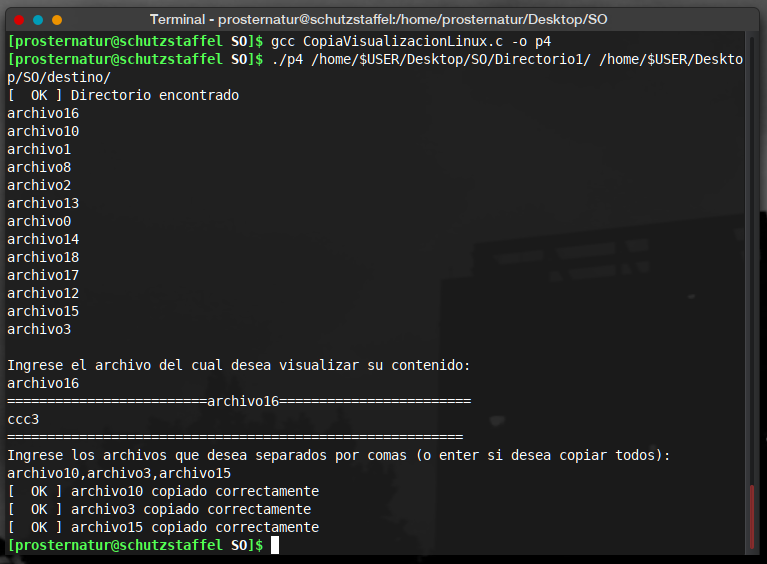 Terminal - prosternatur@schutzstaffel:/home/prosternatur/Desktop/SO
[prosternatur@schutzstaffel SO]$ gcc CopiaVisualizacionLinux.c -o p4
[prosternatur@schutzstaffel SO]$ ./p4 /home/$USER/Desktop/SO/Directorio1/ /home/$USER/Deskto
p/SO/destino/
[  OK ] Directorio encontrado
archivo16
archivo10
archivo1
archivo8
archivo2
archivo13
archivo0
archivo14
archivo18
archivo17
archivo12
archivo15
archivo3
Ingrese el archivo del cual desea visualizar su contenido:
archivo16
=========================archivo16========================
ccc3
=========================================================
Ingrese los archivos que desea separados por comas (o enter si desea copiar todos):
archivo10,archivo3,archivo15
[  OK ] archivo10 copiado correctamente
[  OK ] archivo3 copiado correctamente
[  OK ] archivo15 copiado correctamente
[prosternatur@schutzstaffel SO]$